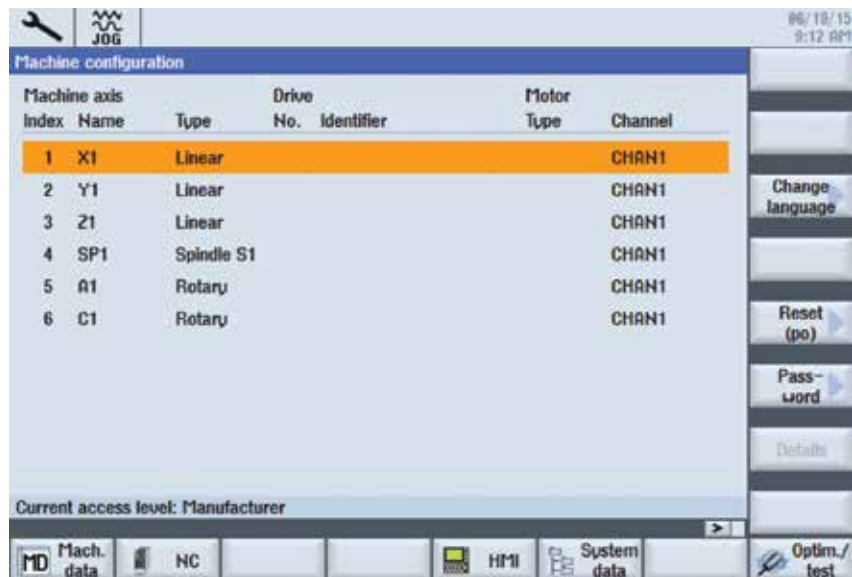 JOG
06/10/15
9:12 AM
Machine configuration
Machine axis Drive Motor
Index Name Type No. Identifier Type Channel
1 X1 Linear CHAN1
2 Y1 Linear CHAN1
3 Z1 Linear CHAN1
4 SP1 Spindle S1 CHAN1
5 A1 Rotary CHAN1
6 C1 Rotary CHAN1
Change
language
Reset
(po)
Pass-
word
Details
Current access level: Manufacturer
>
MD Mach.
data
NC
HMI
System
data
Optim./
test